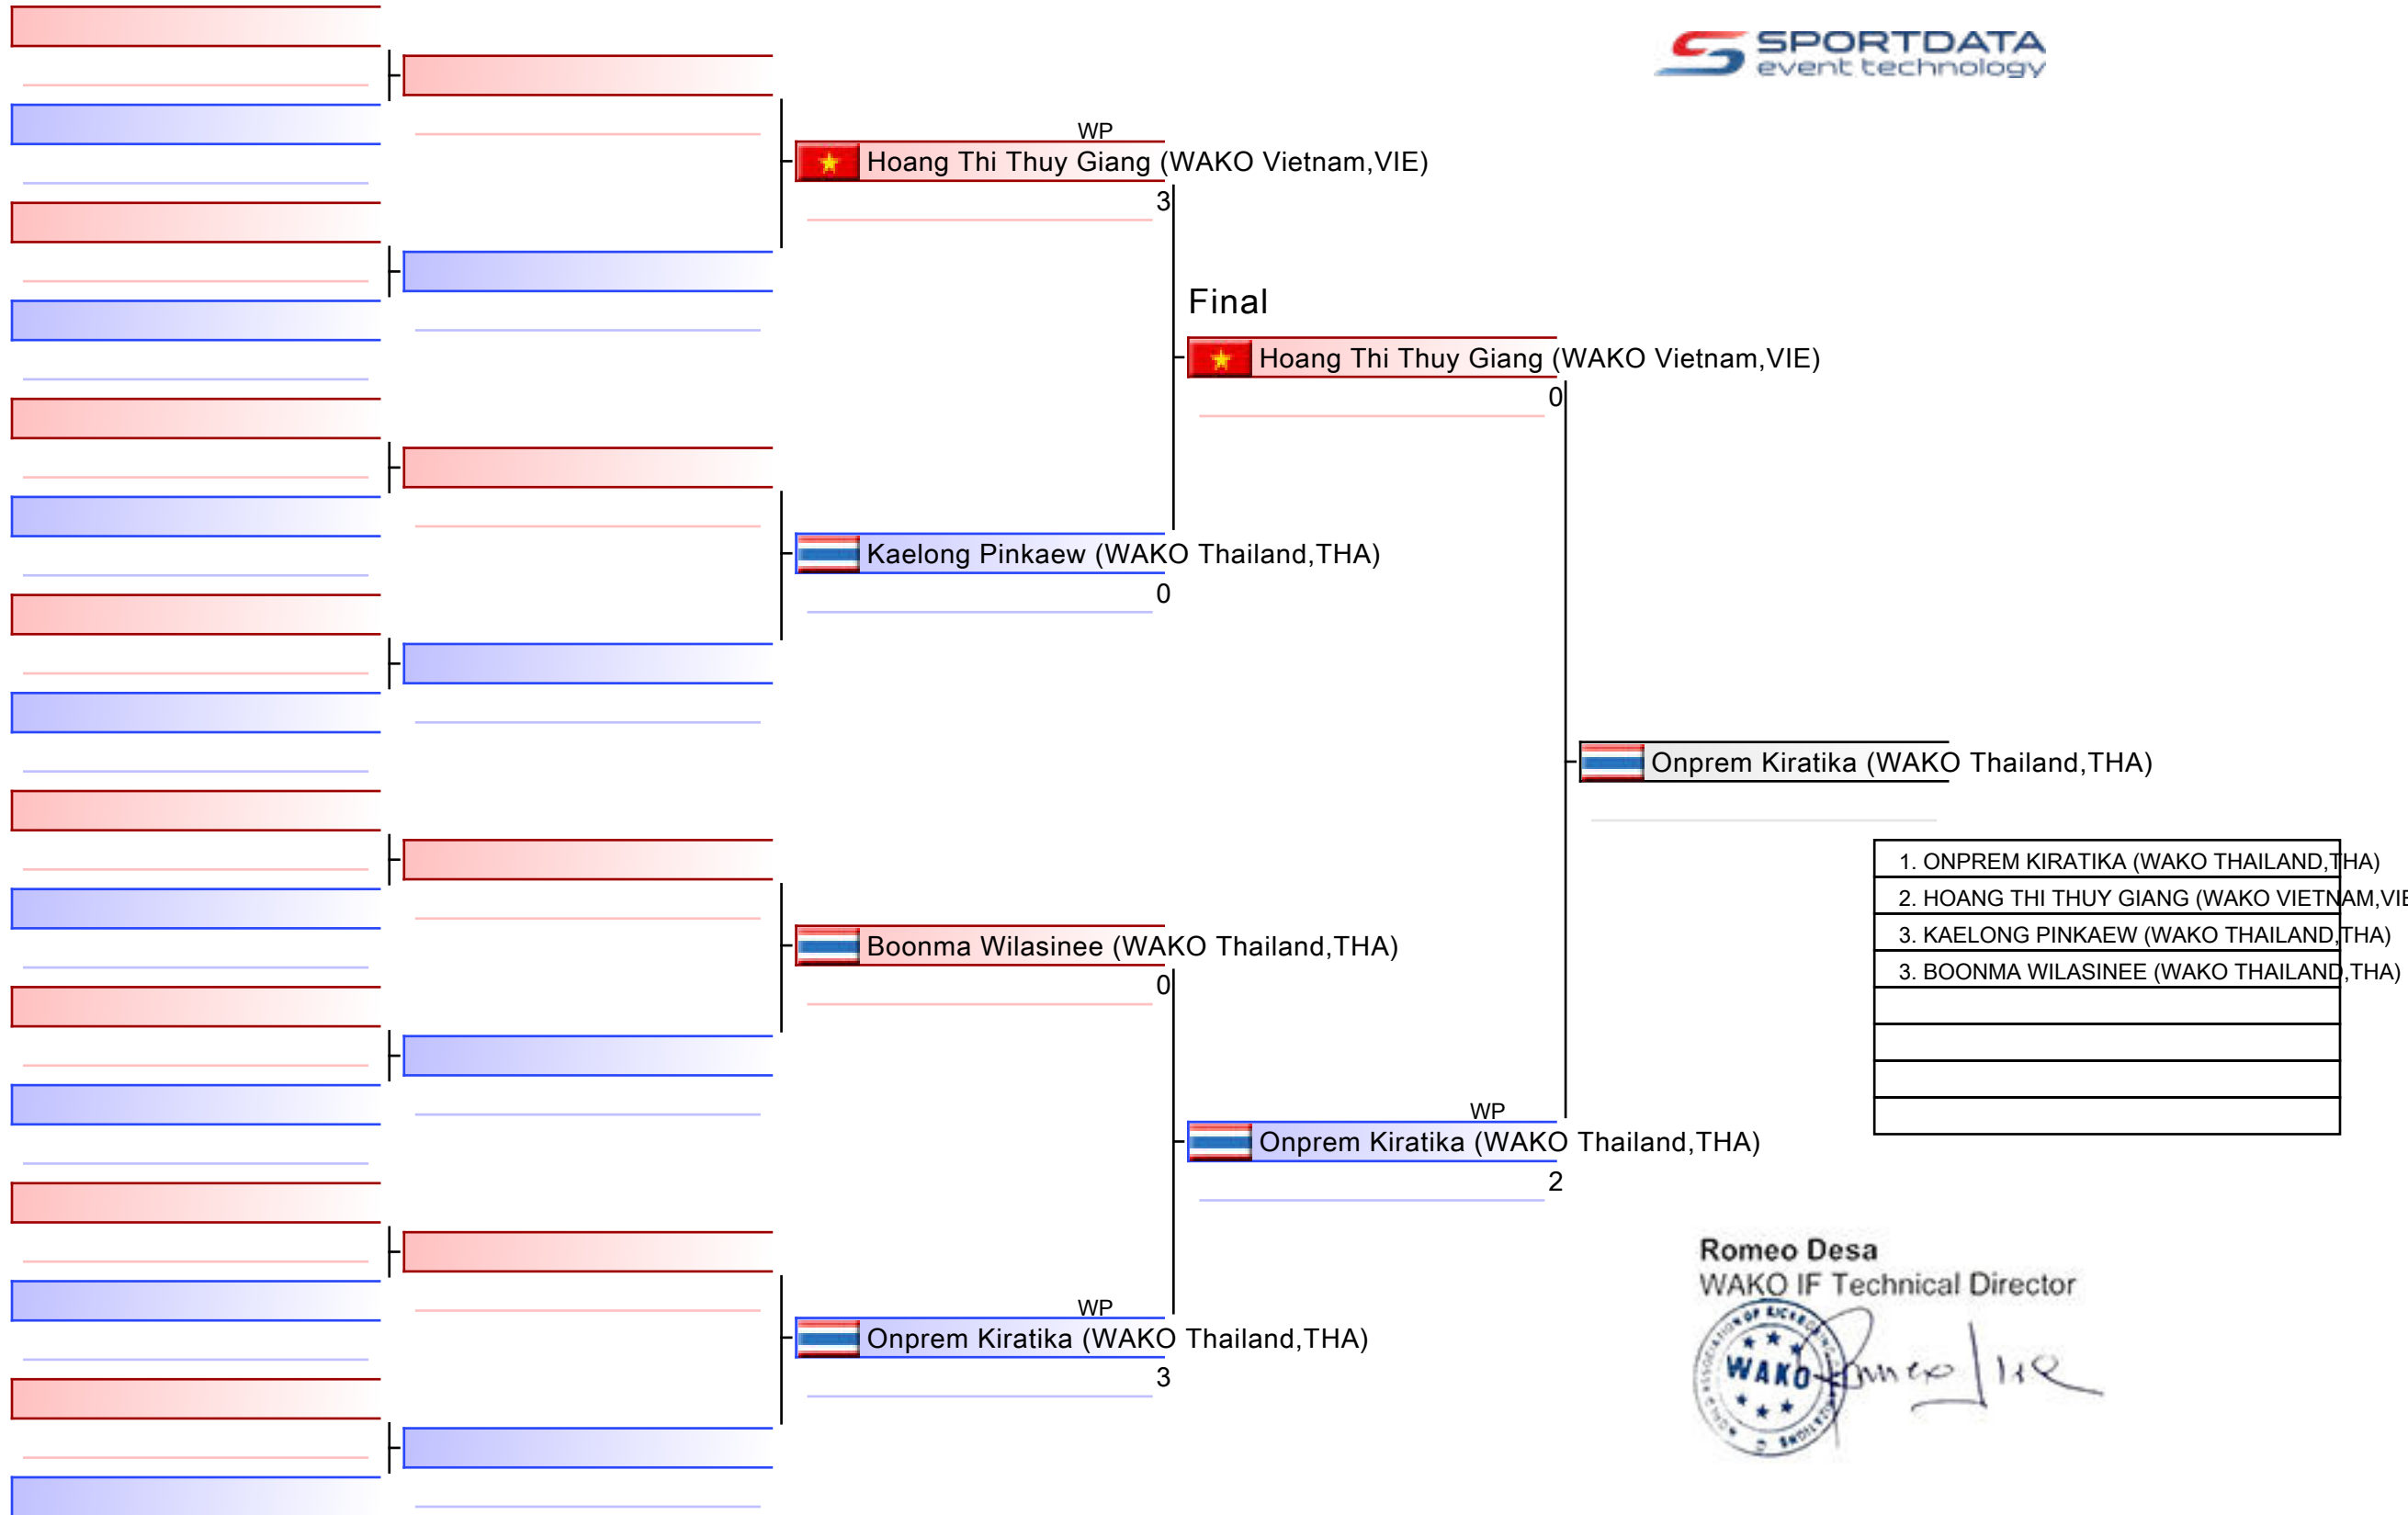 SPORTDATA
event technology
WP
Hoang Thi Thuy Giang (WAKO Vietnam,VIE)
3
Final
Hoang Thi Thuy Giang (WAKO Vietnam,VIE)
0
Kaelong Pinkaew (WAKO Thailand,THA)
0
Onprem Kiratika (WAKO Thailand,THA)
1. ONPREM KIRATIKA (WAKO THAILAND,THA)
2. HOANG THI THUY GIANG (WAKO VIETNAM,VIE
3. KAELONG PINKAEW (WAKO THAILAND,THA)
3. BOONMA WILASINEE (WAKO THAILAND,THA)
Boonma Wilasinee (WAKO Thailand,THA)
0
WP
Onprem Kiratika (WAKO Thailand,THA)
2
WP
Onprem Kiratika (WAKO Thailand,THA)
3
Romeo Desa
WAKO IF Technical Director
WAKO